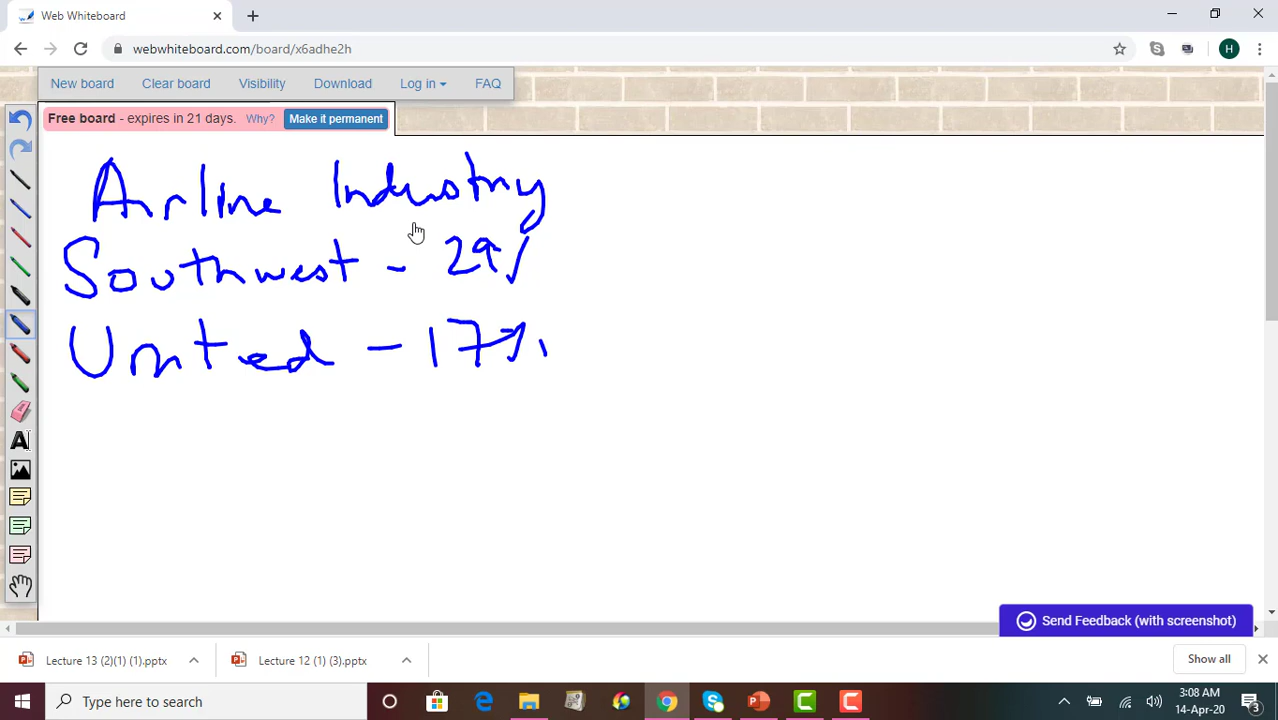 Web Whiteboard
webwhiteboard.com/board/x6adhe2h
H
New board Clear board Visibility Download Log in FAQ
Free board - expires in 21 days. Why? Make it permanent
Airline Industry
Southwest - 29
United - 17%
A
Send Feedback (with screenshot)
Lecture 13 (2)(1) (1).pptx Lecture 12 (1) (3).pptx Show all
Type here to search
3:08 AM
14-Apr-20
3